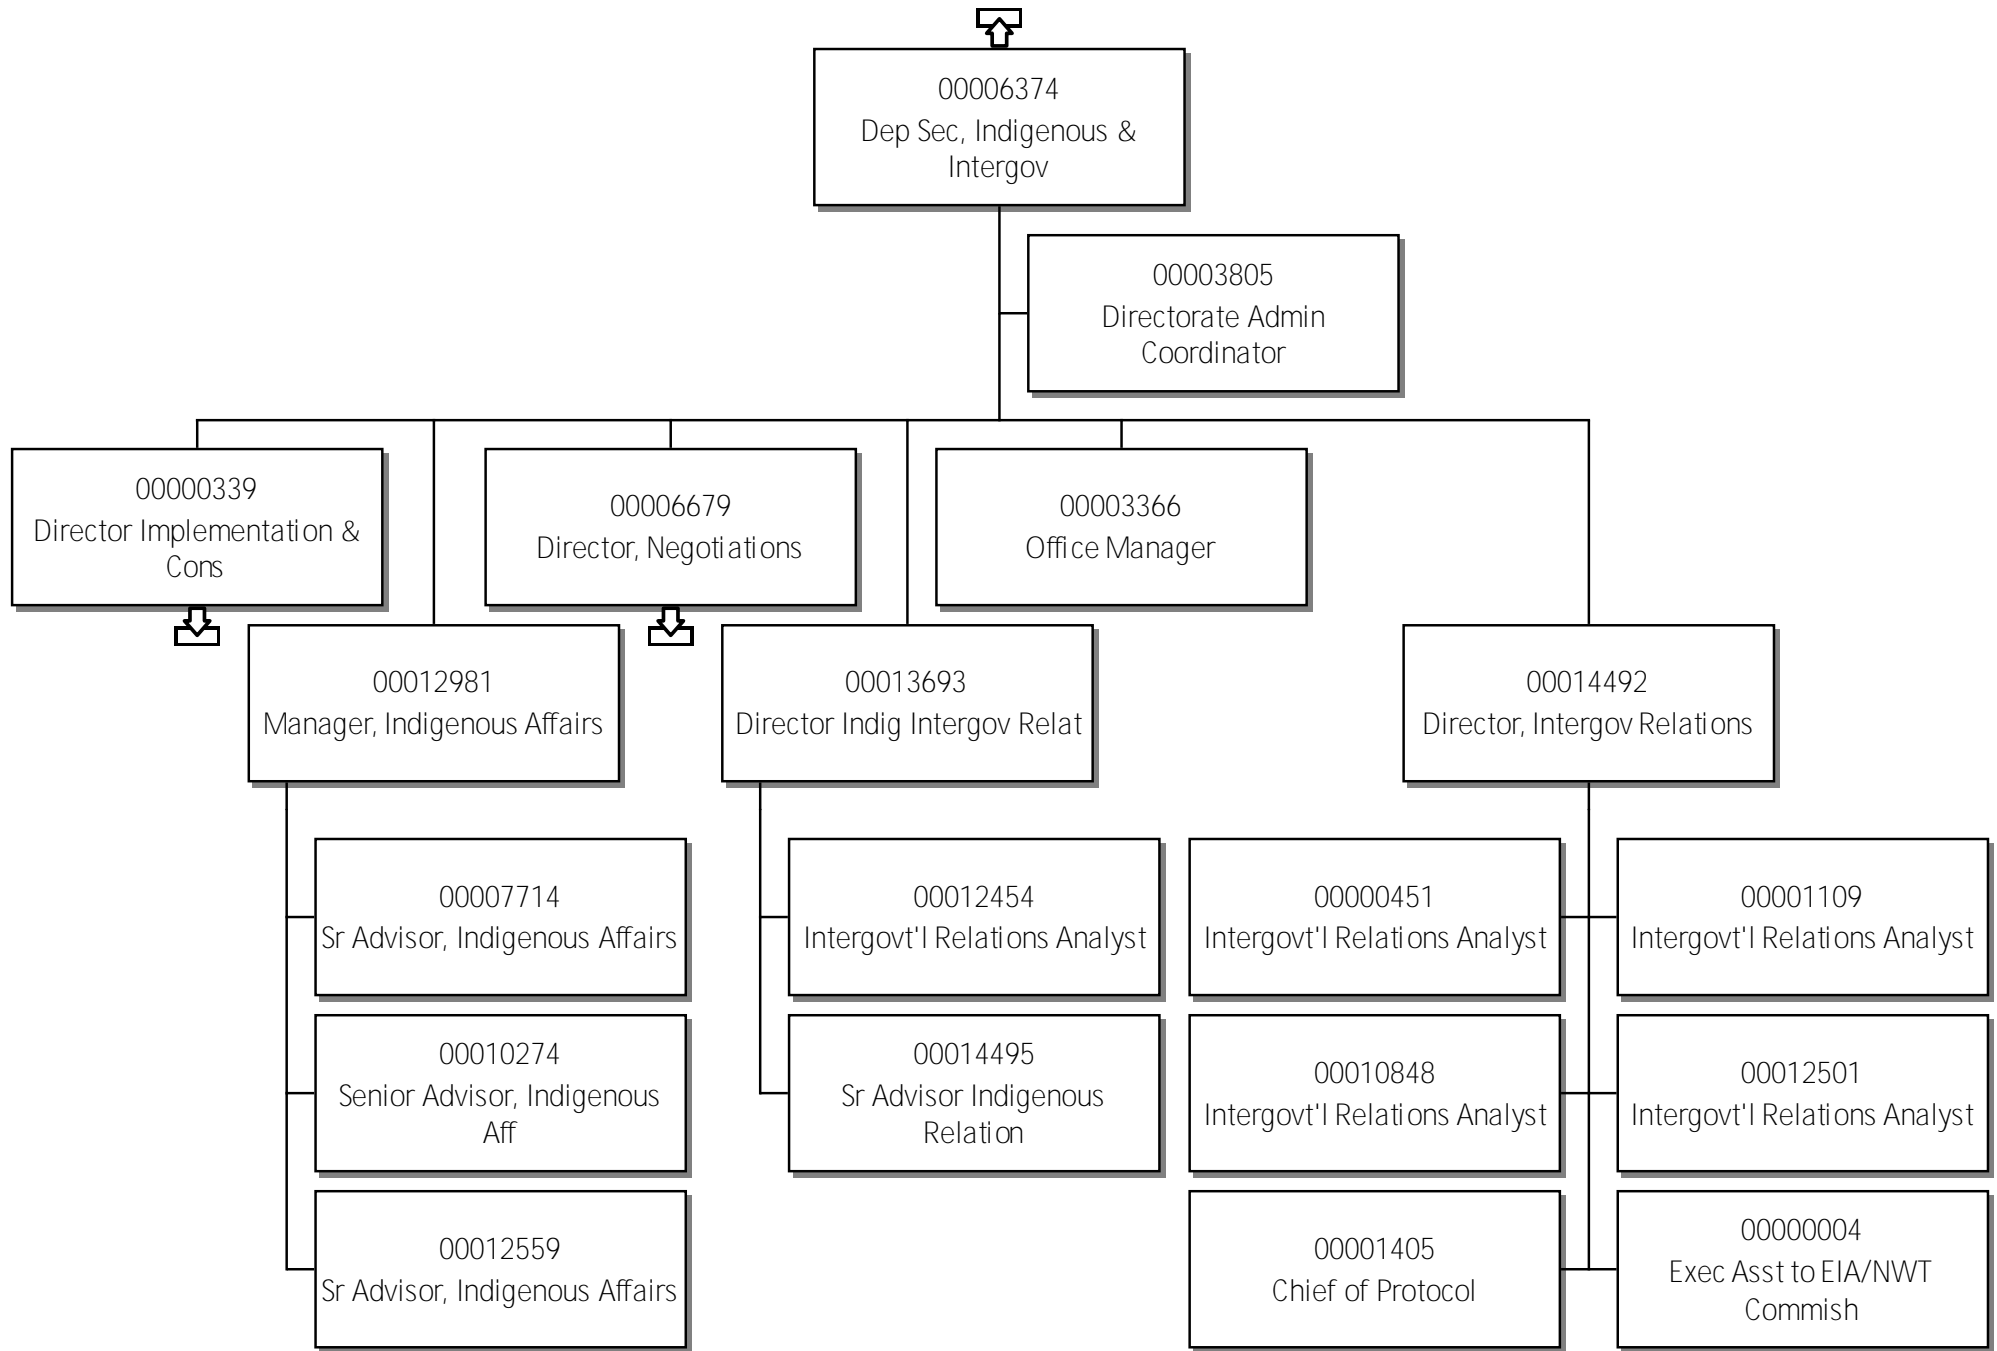 00006374
Dep Sec, Indigenous &
Intergov
00003805
Directorate Admin
Coordinator
00000339
Director Implementation &
Cons
00006679
Director, Negotiations
00003366
Office Manager
00012981
Manager, Indigenous Affairs
00013693
Director Indig Intergov Relat
00014492
Director, Intergov Relations
00007714
Sr Advisor, Indigenous Affairs
00012454
Intergovt'l Relations Analyst
00000451
Intergovt'l Relations Analyst
00001109
Intergovt'l Relations Analyst
00010274
Senior Advisor, Indigenous
Aff
00014495
Sr Advisor Indigenous
Relation
00010848
Intergovt'l Relations Analyst
00012501
Intergovt'l Relations Analyst
00012559
Sr Advisor, Indigenous Affairs
00001405
Chief of Protocol
00000004
Exec Asst to EIA/NWT
Commish